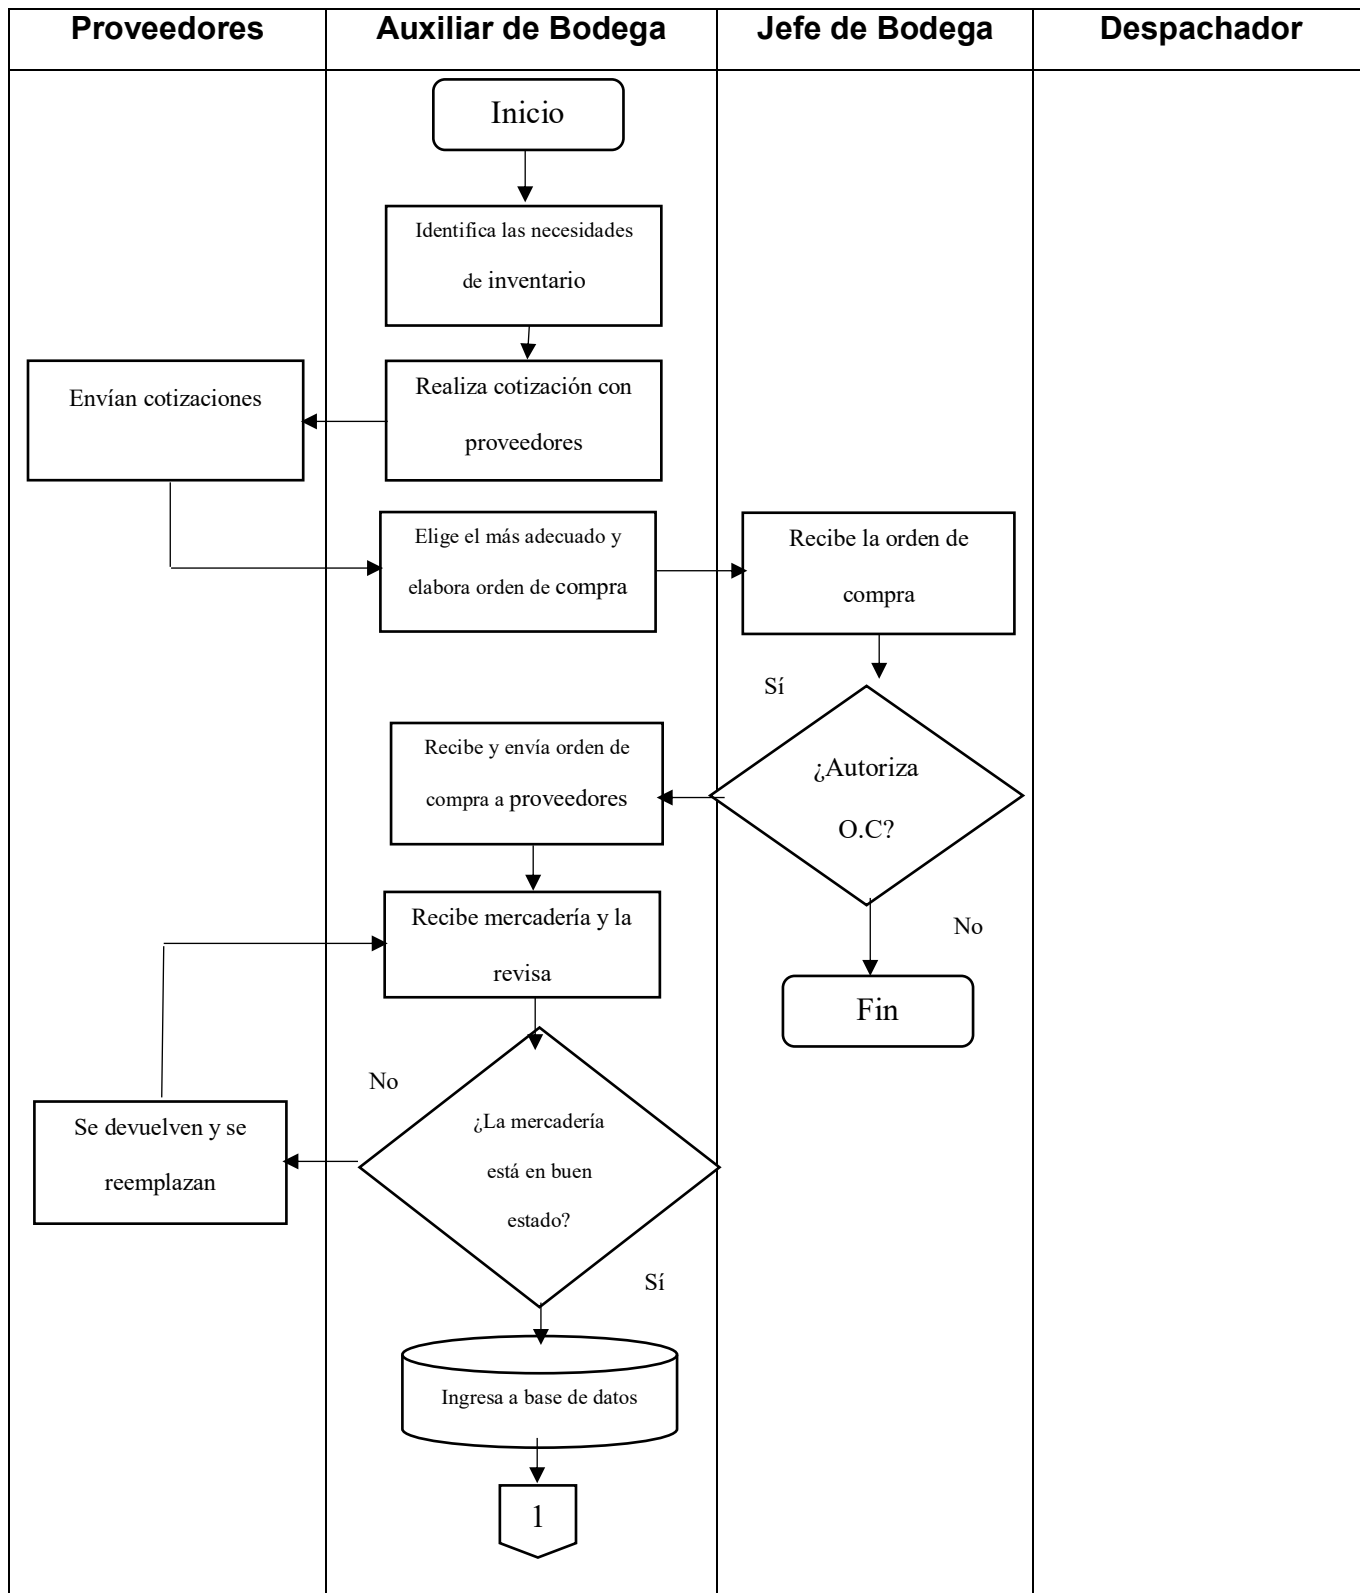 Proveedores
Auxiliar de Bodega
Jefe de Bodega
Despachador
Inicio
Identifica las necesidades
de inventario
Envían cotizaciones
Realiza cotización con
proveedores
Elige el más adecuado y
elabora orden de compra
Recibe la orden de
compra
Sí
¿Autoriza
O.C?
Recibe y envía orden de
compra a proveedores
No
Fin
Recibe mercadería y la
revisa
No
¿La mercadería
está en buen
estado?
Se devuelven y se
reemplazan
Sí
Ingresa a base de datos
1